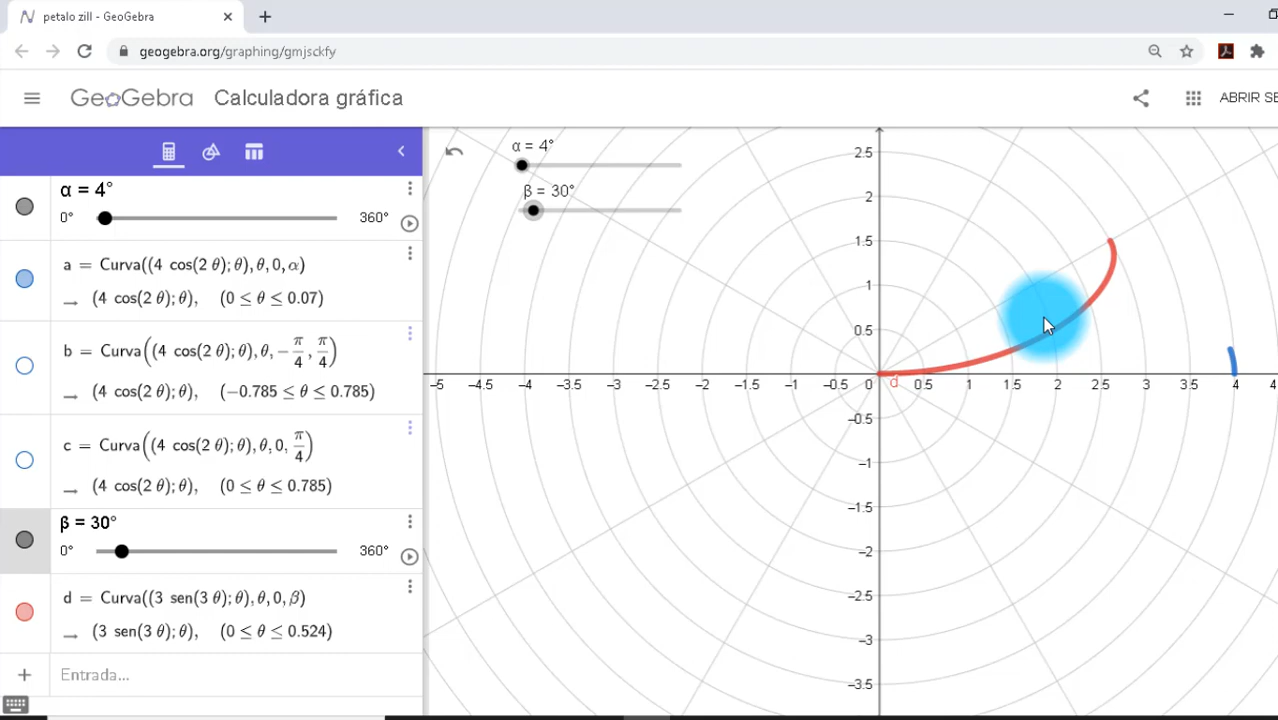 petalo zill - GeoGebra
geogebra.org/graphing/gmjsckfy
GeoGebra Calculadora gráfica
ABRIR SE
α = 4°
0° 360°
a = Curva((4 cos(2 θ); θ), θ, 0, α)
→ (4 cos(2 θ); θ), (0 ≤ θ ≤ 0.07)
b = Curva((4 cos(2 θ); θ), θ, −π/4, π/4)
→ (4 cos(2 θ); θ), (−0.785 ≤ θ ≤ 0.785)
c = Curva((4 cos(2 θ); θ), θ, 0, π/4)
→ (4 cos(2 θ); θ), (0 ≤ θ ≤ 0.785)
β = 30°
0° 360°
d = Curva((3 sen(3 θ); θ), θ, 0, β)
→ (3 sen(3 θ); θ), (0 ≤ θ ≤ 0.524)
+ Entrada...
α = 4°
β = 30°
2.5
2
1.5
1
0.5
−5 −4.5 −4 −3.5 −3 −2.5 −2 −1.5 −1 −0.5 0 d 0.5 1 1.5 2 2.5 3 3.5 4 4
−0.5
−1
−1.5
−2
−2.5
−3
−3.5